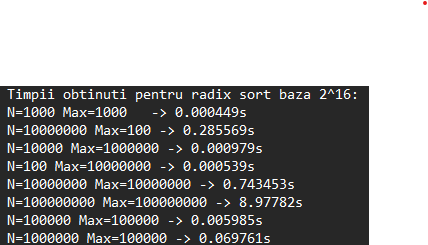 Timpii obtinuti pentru radix sort baza 2^16:
N=1000 Max=1000   -> 0.000449s
N=10000000 Max=100 -> 0.285569s
N=10000 Max=1000000 -> 0.000979s
N=100 Max=10000000 -> 0.000539s
N=10000000 Max=10000000 -> 0.743453s
N=100000000 Max=100000000 -> 8.97782s
N=100000 Max=100000 -> 0.005985s
N=1000000 Max=100000 -> 0.069761s